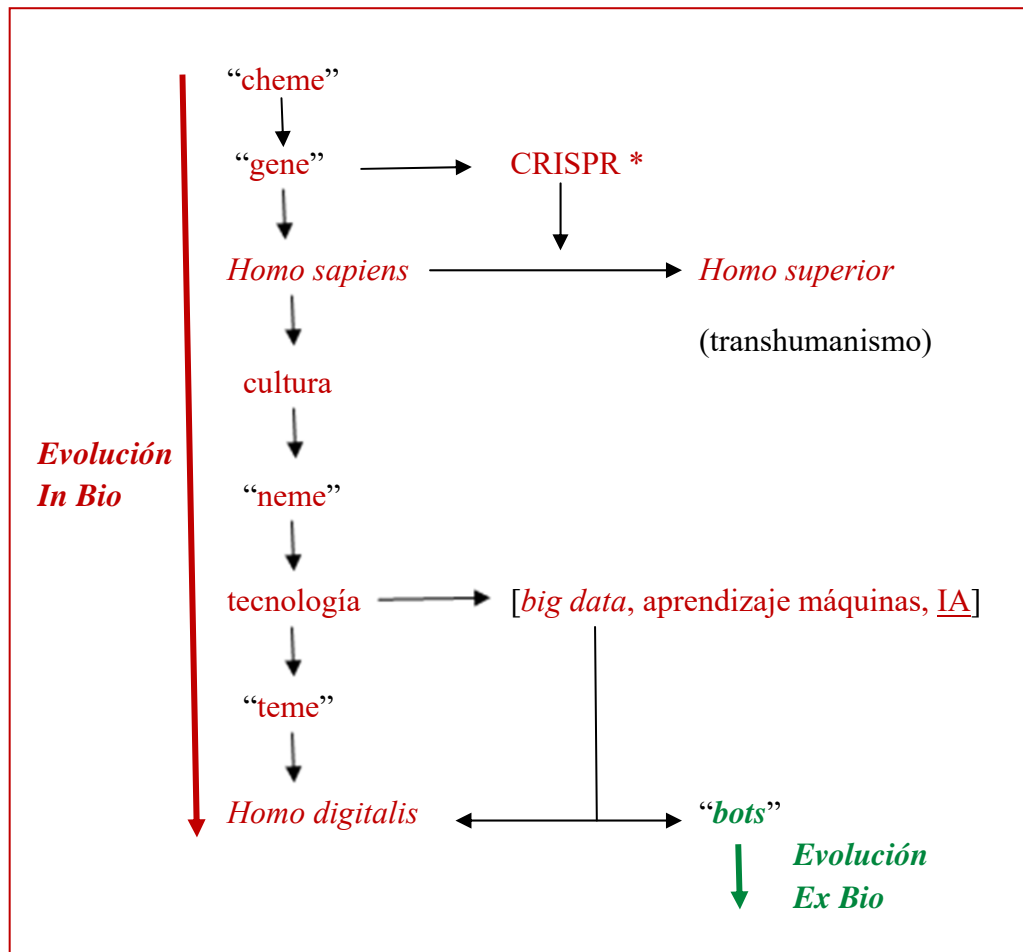 “cheme”
“gene” CRISPR *
Homo sapiens Homo superior
(transhumanismo)
cultura
Evolución
In Bio
“neme”
tecnología [big data, aprendizaje máquinas, IA]
“teme”
Homo digitalis “bots”
Evolución
Ex Bio